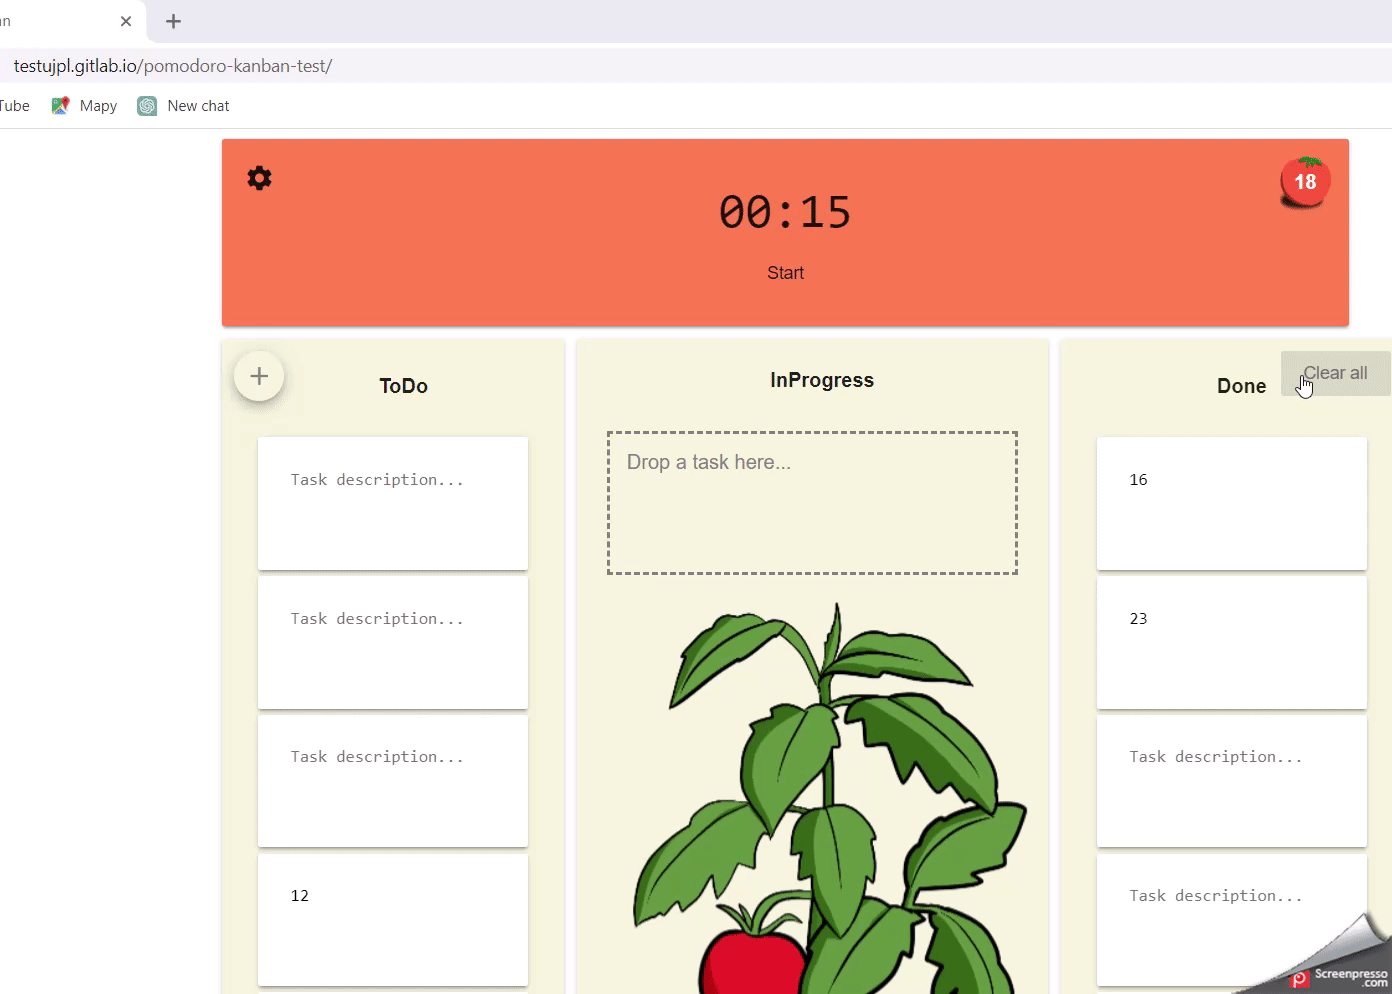 an
testujpl.gitlab.io/pomodoro-kanban-test/
Tube
Mapy
New chat
18
00:15
Start
ToDo
InProgress
Done
Clear all
Task description...
Drop a task here...
16
Task description...
23
Task description...
Task description...
12
Task description...
Screenpresso
.com